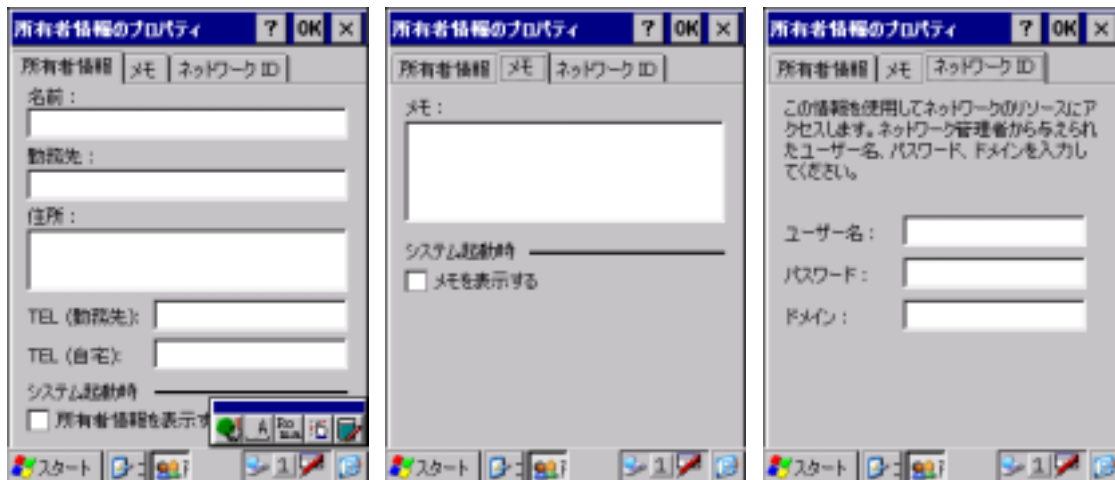 所有者情報のプロパティ ? OK ×
所有者情報 メモ ネットワーク ID
名前：
勤務先：
住所：
TEL (勤務先):
TEL (自宅):
システム起動時
所有者情報を表示す
スタート
所有者情報のプロパティ ? OK ×
所有者情報 メモ ネットワーク ID
メモ：
システム起動時
メモを表示する
スタート
所有者情報のプロパティ ? OK ×
所有者情報 メモ ネットワーク ID
この情報を使用してネットワークのリソースにア
クセスします。ネットワーク管理者から与えられ
たユーザー名、パスワード、ドメインを入力し
てください。
ユーザー名：
パスワード：
ドメイン：
スタート